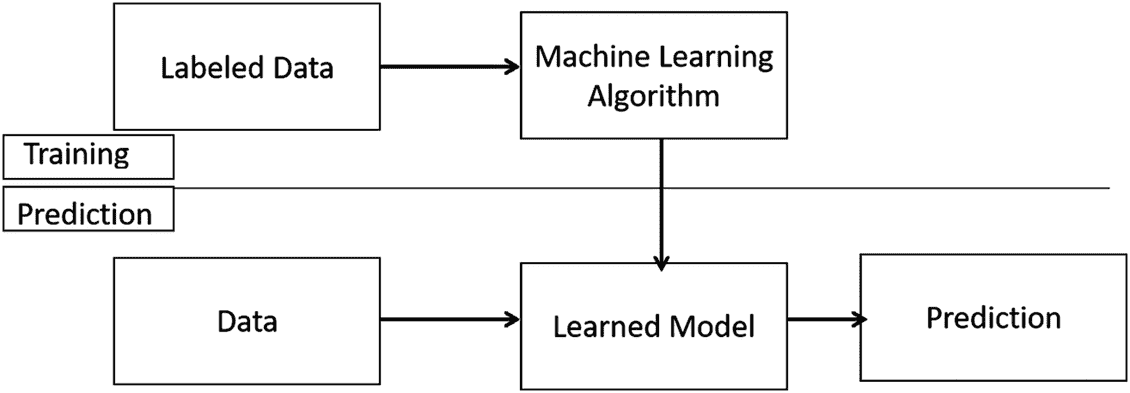 Labeled Data
Machine Learning
Algorithm
Training
Prediction
Data
Learned Model
Prediction